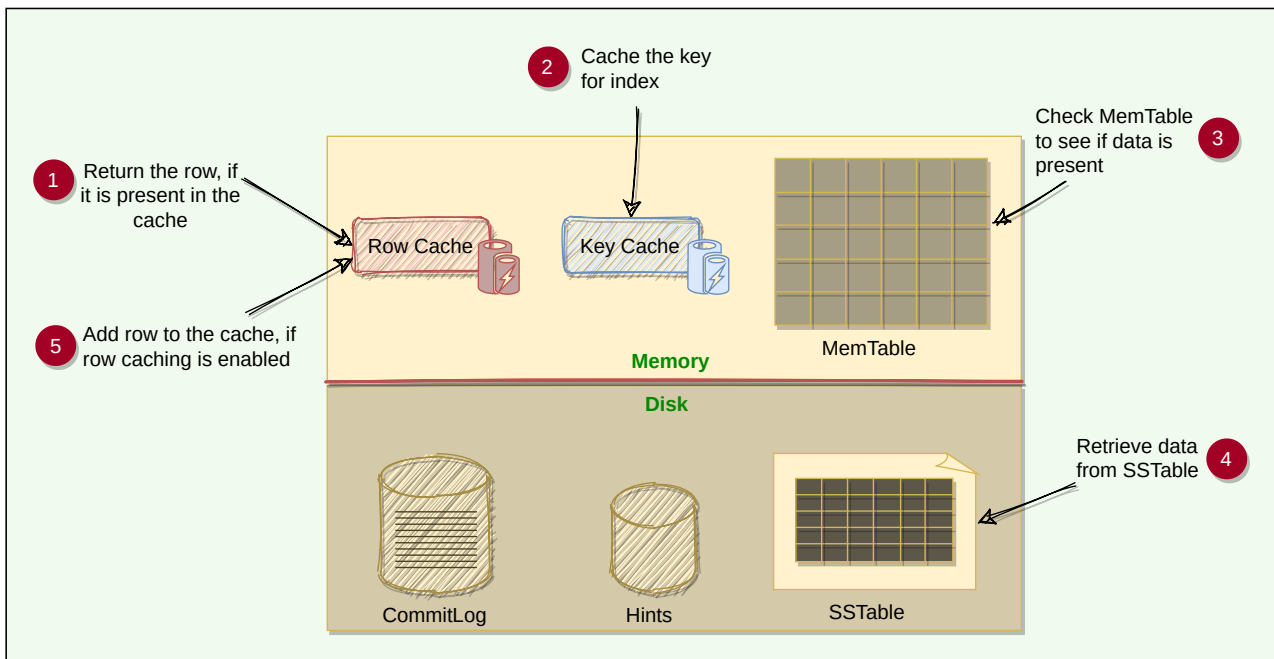 2
Cache the key
for index
Check MemTable
to see if data is
present
3
1
Return the row, if
it is present in the
cache
Row Cache
Key Cache
5
Add row to the cache, if
row caching is enabled
MemTable
Memory
Disk
Retrieve data
from SSTable
4
CommitLog
Hints
SSTable